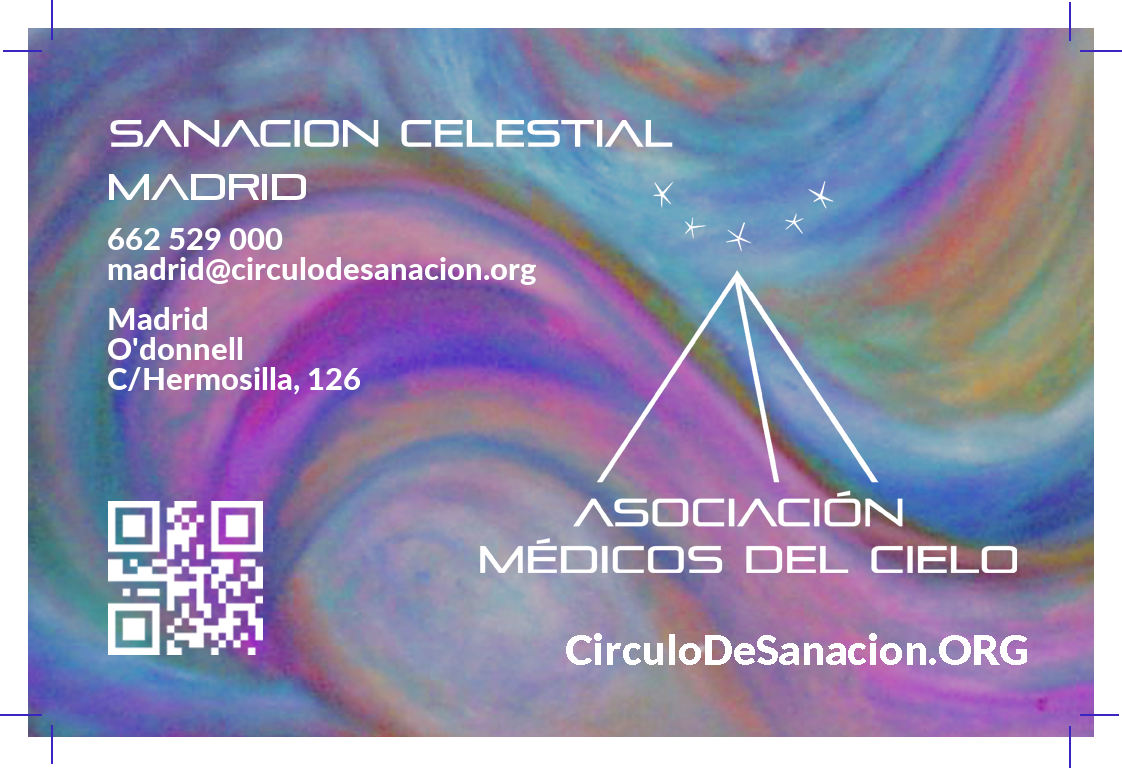 SANACION CELESTIAL
MADRID
662 529 000
madrid@circulodesanacion.org
Madrid
O'donnell
C/Hermosilla, 126
ASOCIACIÓN
MÉDICOS DEL CIELO
CirculoDeSanacion.ORG